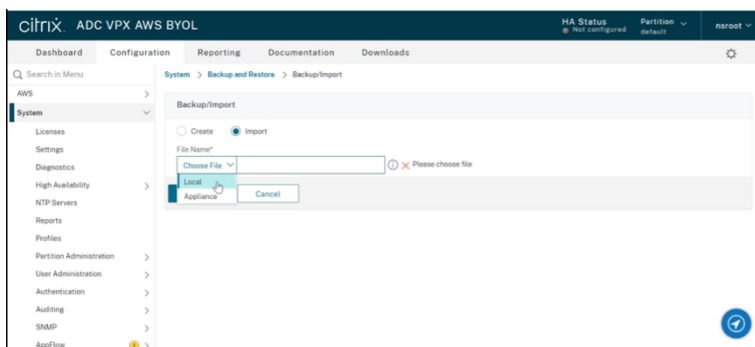 citrix. ADC VPX AWS BYOL
HA Status
Not configured
Partition
default
nsroot
Dashboard Configuration Reporting Documentation Downloads
Search in Menu
System > Backup and Restore > Backup/Import
AWS
System
Licenses
Settings
Diagnostics
High Availability
NTP Servers
Reports
Profiles
Partition Administration
User Administration
Authentication
Auditing
SNMP
AppFlow
Backup/Import
Create Import
File Name*
Choose File
Please choose file
Local
Appliance
Cancel